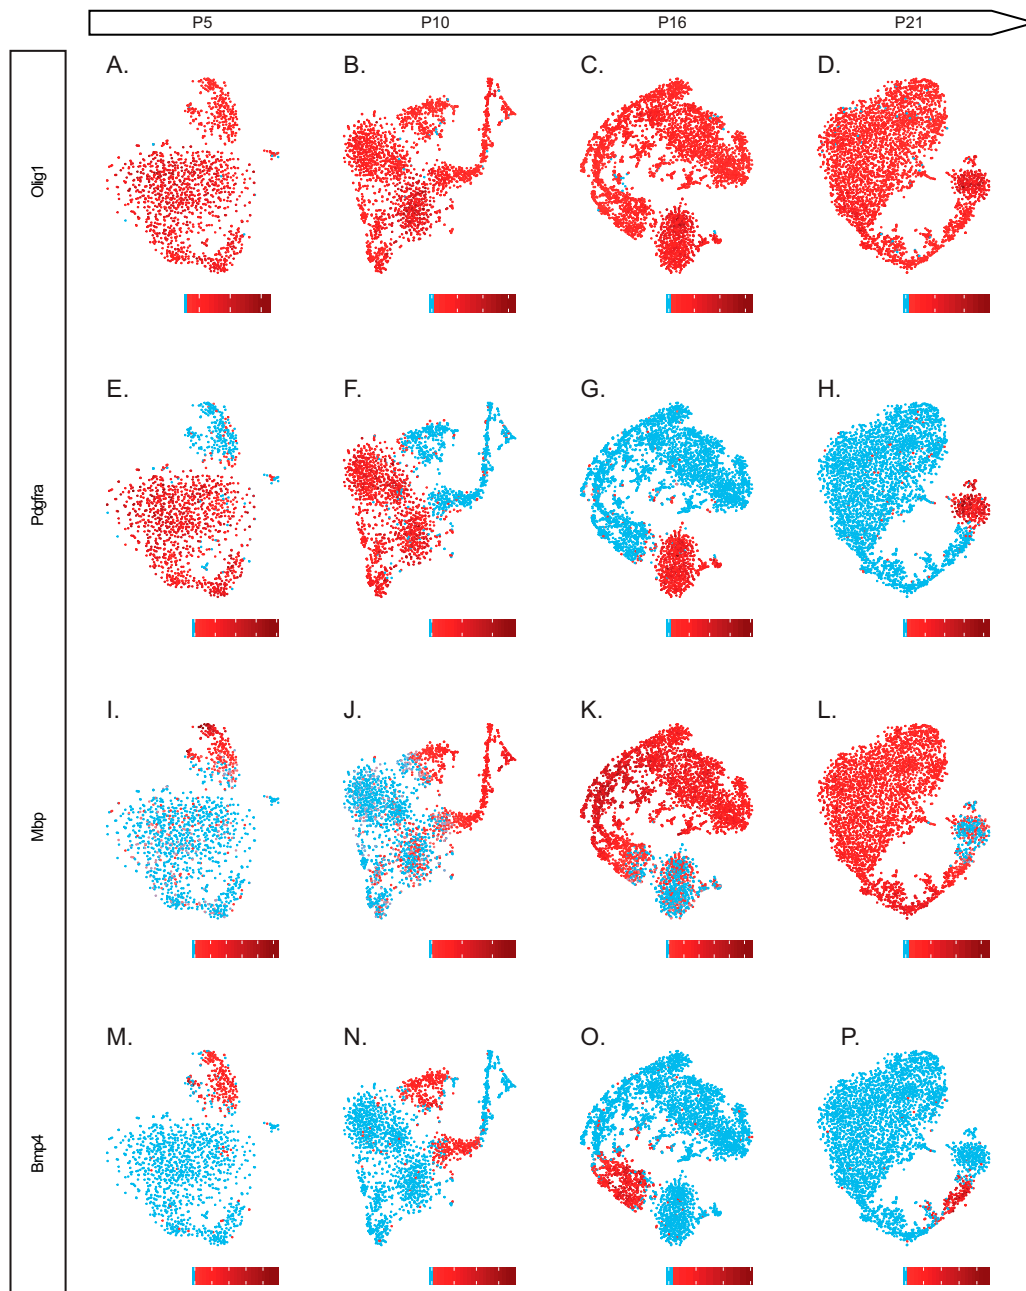 P5 P10 P16 P21
A. B. C. D.
Olig1
E. F. G. H.
Pdgfra
I. J. K. L.
Mbp
M. N. O. P.
Bmp4